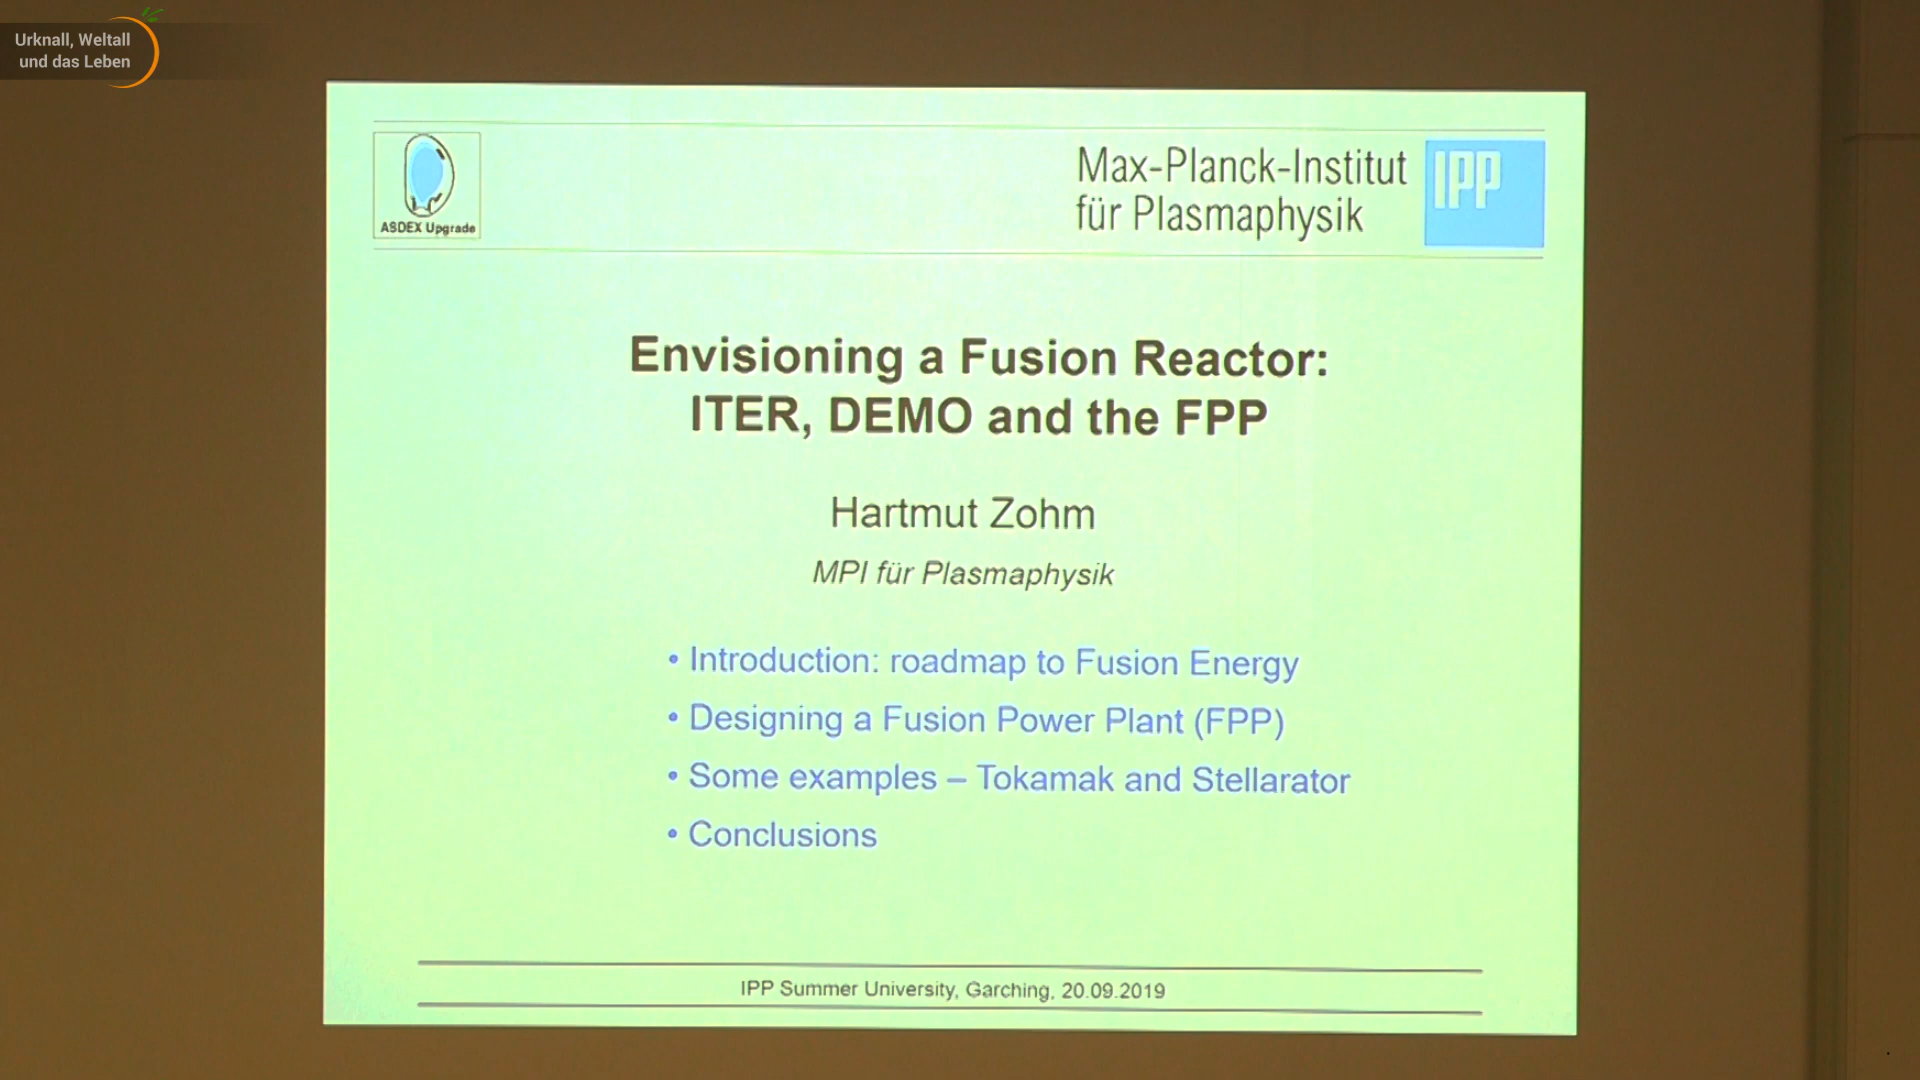 Urknall, Weltall
und das Leben
ASDEX Upgrade
Max-Planck-Institut
für Plasmaphysik
IPP
Envisioning a Fusion Reactor:
ITER, DEMO and the FPP
Hartmut Zohm
MPI für Plasmaphysik
• Introduction: roadmap to Fusion Energy
• Designing a Fusion Power Plant (FPP)
• Some examples – Tokamak and Stellarator
• Conclusions
IPP Summer University, Garching, 20.09.2019